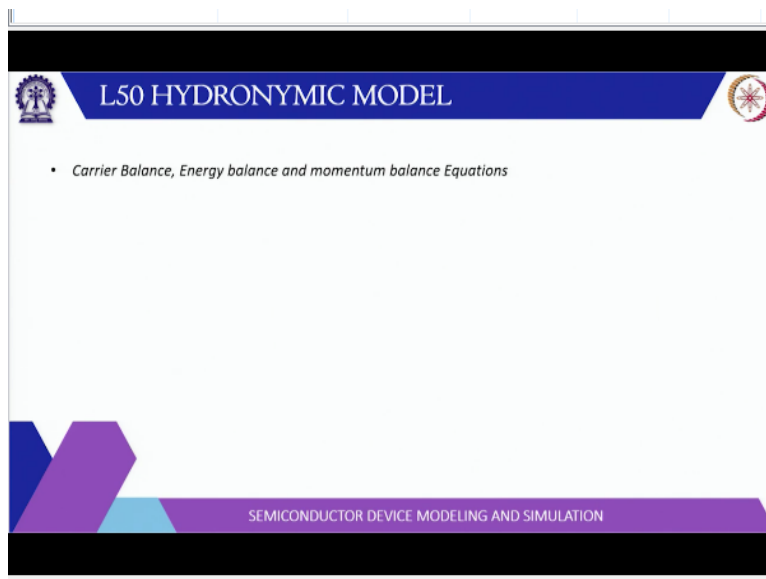 L50 HYDRONYMIC MODEL
• Carrier Balance, Energy balance and momentum balance Equations
SEMICONDUCTOR DEVICE MODELING AND SIMULATION